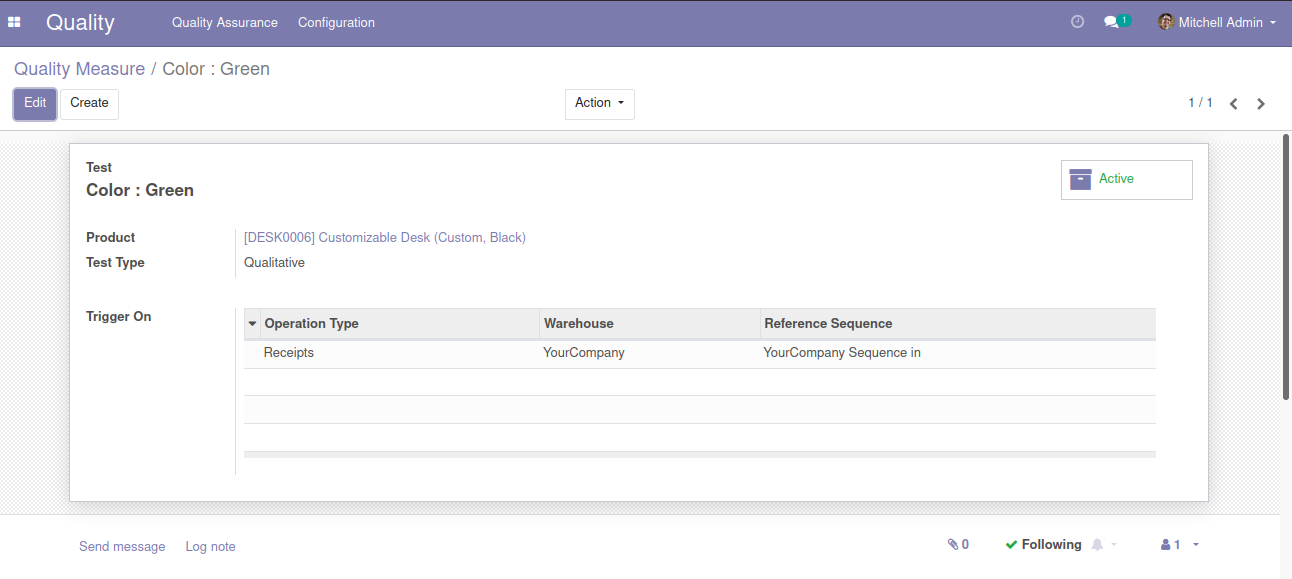 Quality Quality Assurance Configuration 1 Mitchell Admin
Quality Measure / Color : Green
Edit Create Action 1 / 1
Test
Color : Green
Active
Product [DESK0006] Customizable Desk (Custom, Black)
Test Type Qualitative
Trigger On
Operation Type Warehouse Reference Sequence
Receipts YourCompany YourCompany Sequence in
Send message Log note 0 Following 1